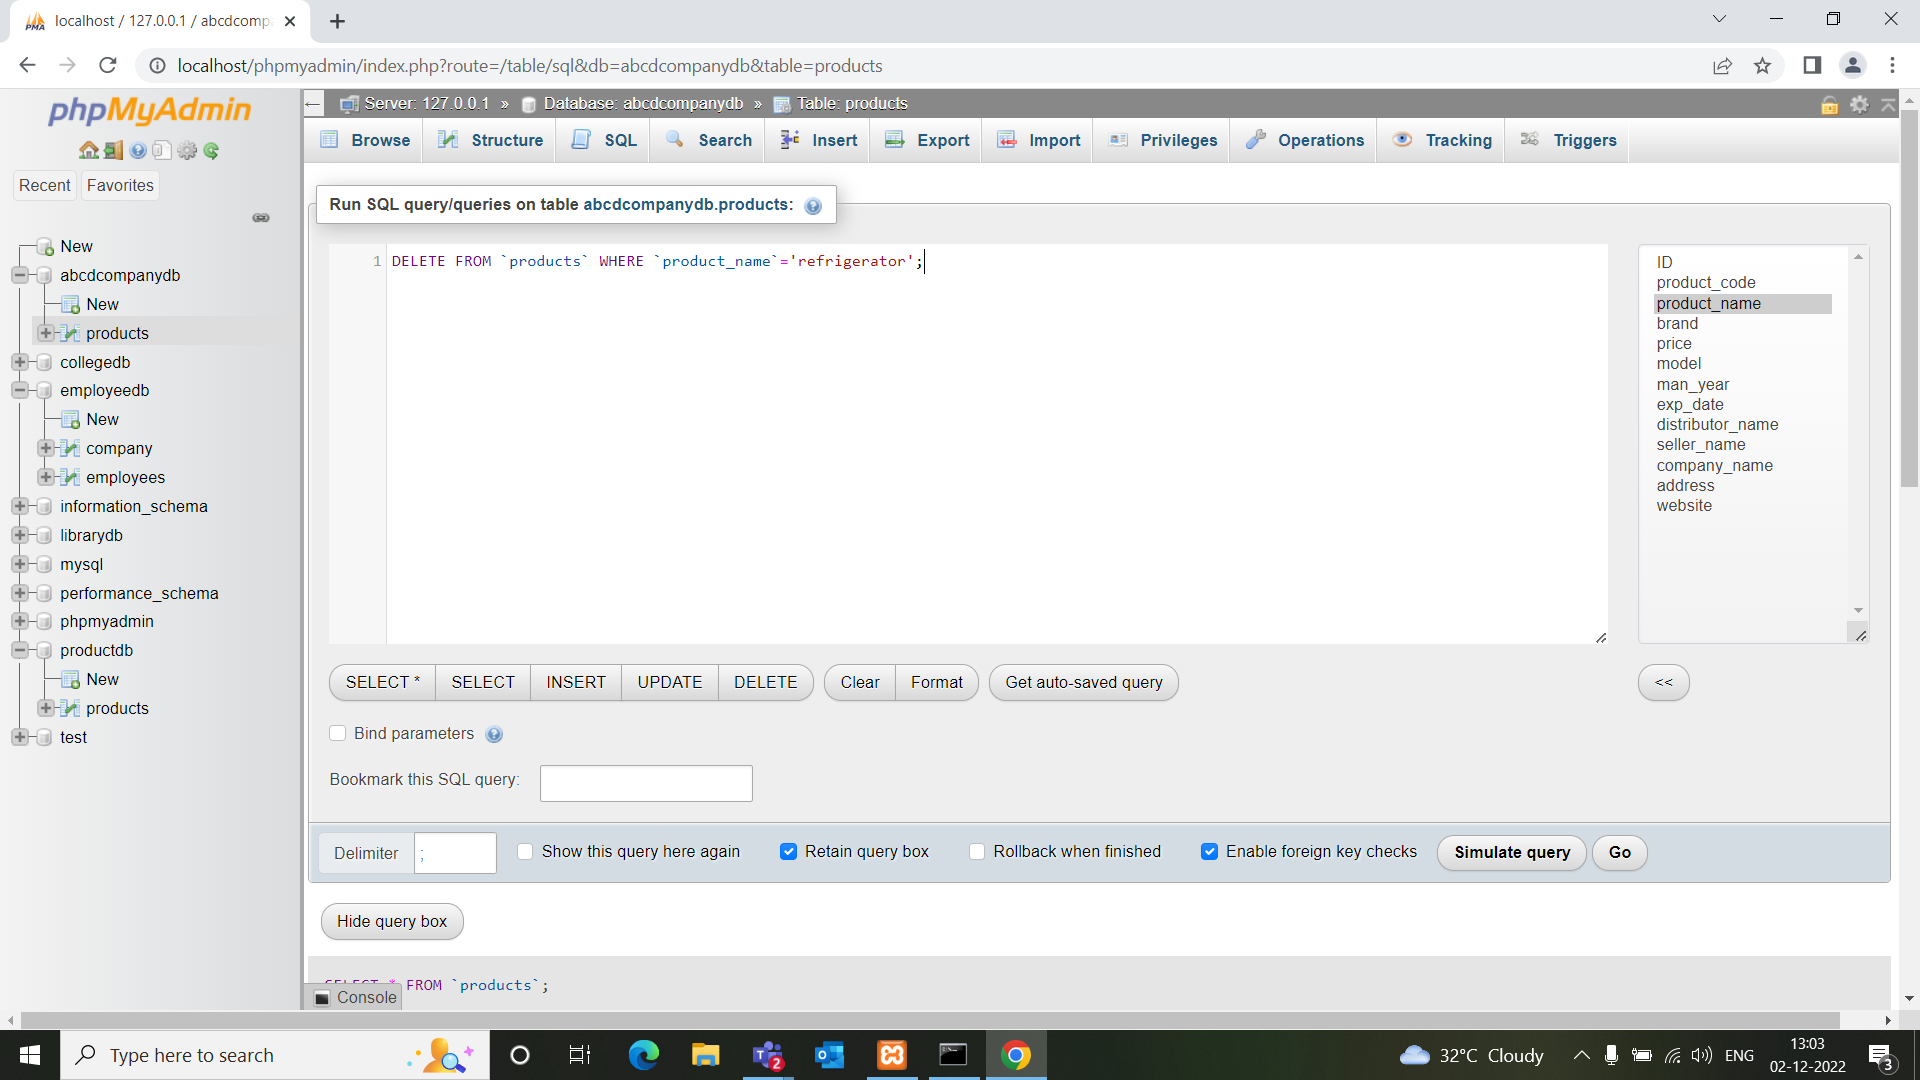 localhost / 127.0.0.1 / abcdcomp
localhost/phpmyadmin/index.php?route=/table/sql&db=abcdcompanydb&table=products
phpMyAdmin
Recent
Favorites
New
abcdcompanydb
New
products
collegedb
employeedb
New
company
employees
information_schema
librarydb
mysql
performance_schema
phpmyadmin
productdb
New
products
test
Server: 127.0.0.1 » Database: abcdcompanydb » Table: products
Browse
Structure
SQL
Search
Insert
Export
Import
Privileges
Operations
Tracking
Triggers
Run SQL query/queries on table abcdcompanydb.products:
1 DELETE FROM `products` WHERE `product_name`='refrigerator';
ID
product_code
product_name
brand
price
model
man_year
exp_date
distributor_name
seller_name
company_name
address
website
SELECT *
SELECT
INSERT
UPDATE
DELETE
Clear
Format
Get auto-saved query
<<
Bind parameters
Bookmark this SQL query:
Delimiter ;
Show this query here again
Retain query box
Rollback when finished
Enable foreign key checks
Simulate query
Go
Hide query box
SELECT * FROM `products`;
Console
Type here to search
2
32°C Cloudy
ENG
13:03
02-12-2022
3